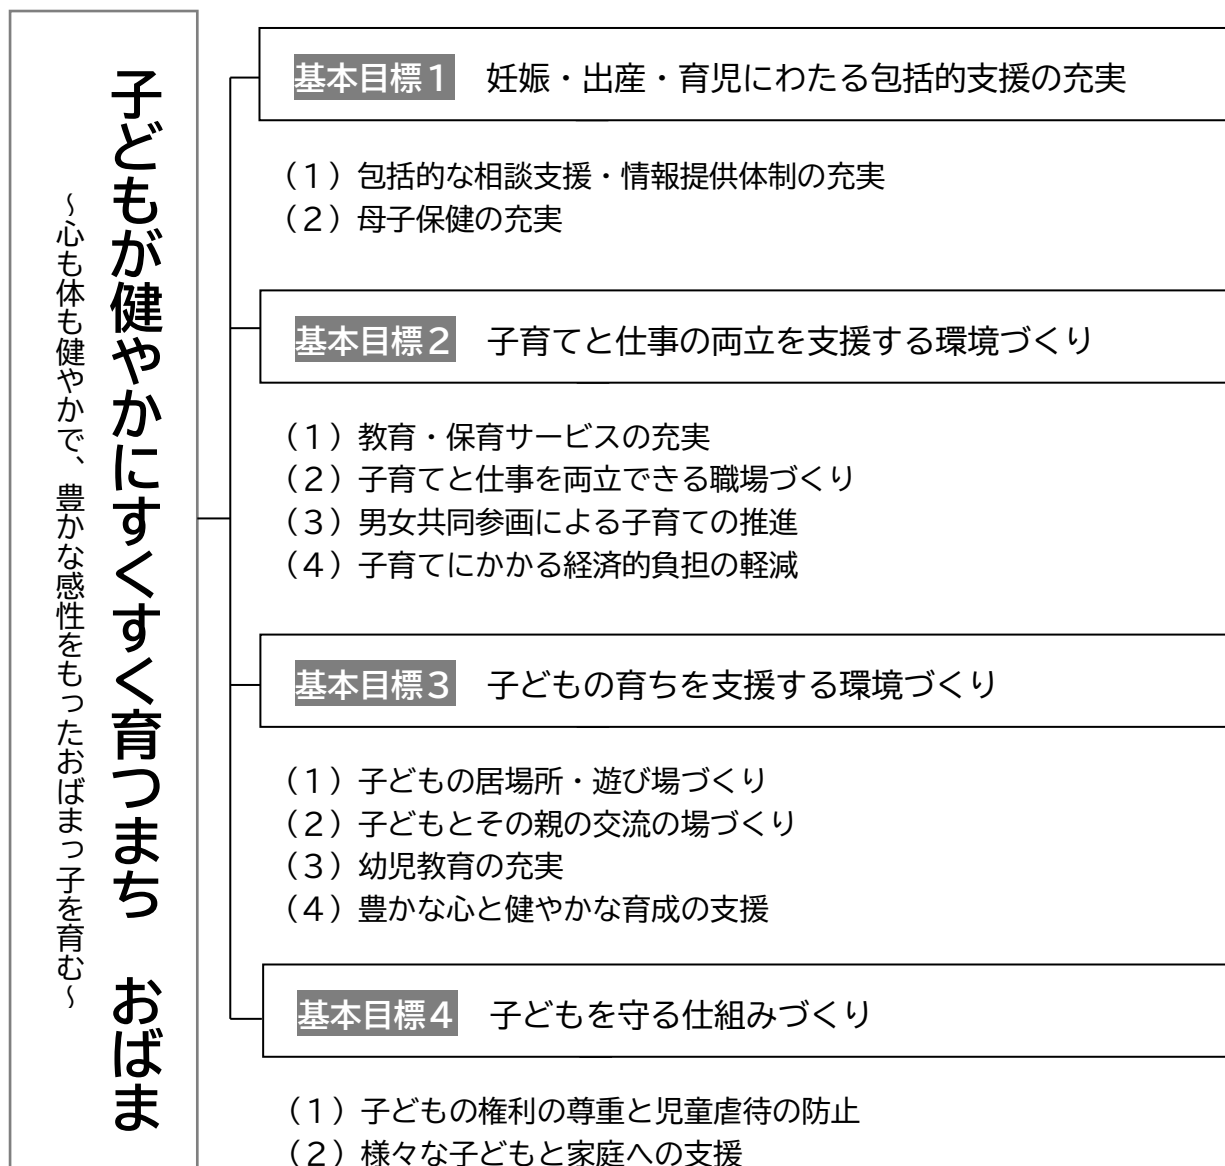 子どもが健やかにすくすく育つまち　おばま
~心も体も健やかで、豊かな感性をもったおばまっ子を育む~
基本目標１　妊娠・出産・育児にわたる包括的支援の充実
（１）包括的な相談支援・情報提供体制の充実
（２）母子保健の充実
基本目標２　子育てと仕事の両立を支援する環境づくり
（１）教育・保育サービスの充実
（２）子育てと仕事を両立できる職場づくり
（３）男女共同参画による子育ての推進
（４）子育てにかかる経済的負担の軽減
基本目標３　子どもの育ちを支援する環境づくり
（１）子どもの居場所・遊び場づくり
（２）子どもとその親の交流の場づくり
（３）幼児教育の充実
（４）豊かな心と健やかな育成の支援
基本目標４　子どもを守る仕組みづくり
（１）子どもの権利の尊重と児童虐待の防止
（２）様々な子どもと家庭への支援